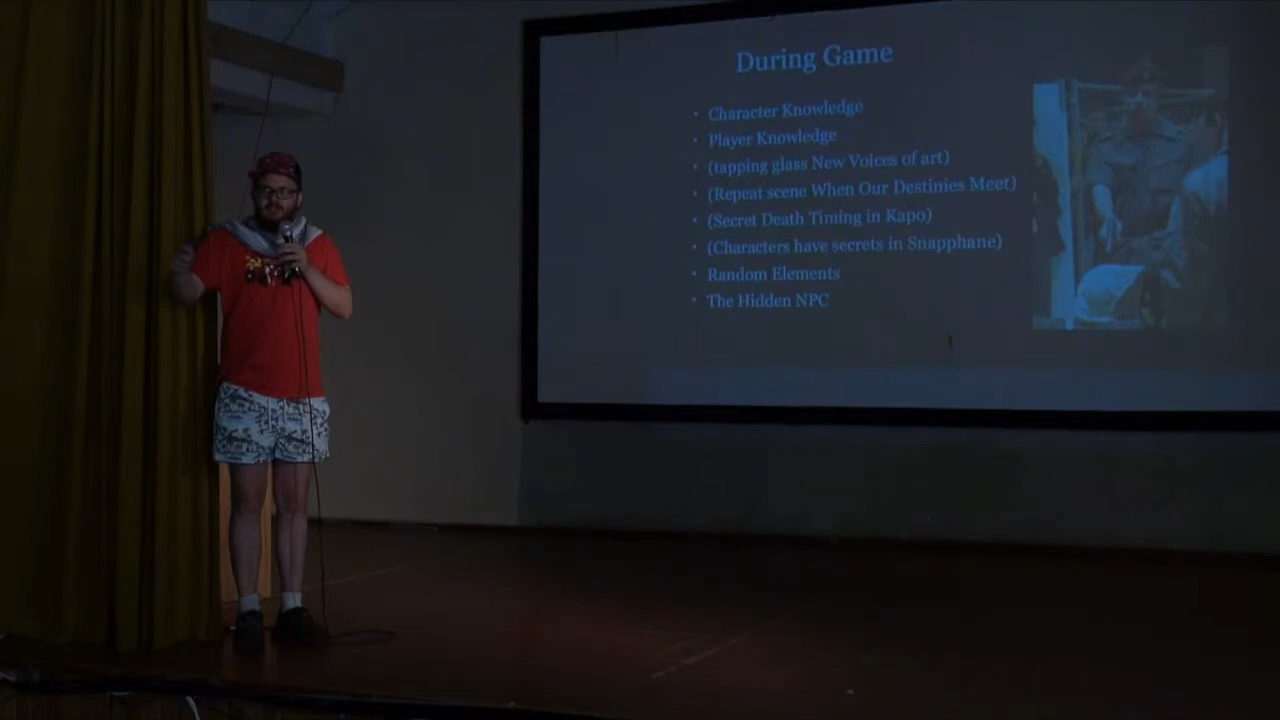 During Game
• Character Knowledge
• Player Knowledge
• (tapping glass New Voices of art)
• (Repeat scene When Our Destinies Meet)
• (Secret Death Timing in Kapo)
• (Characters have secrets in Snapphane)
• Random Elements
• The Hidden NPC